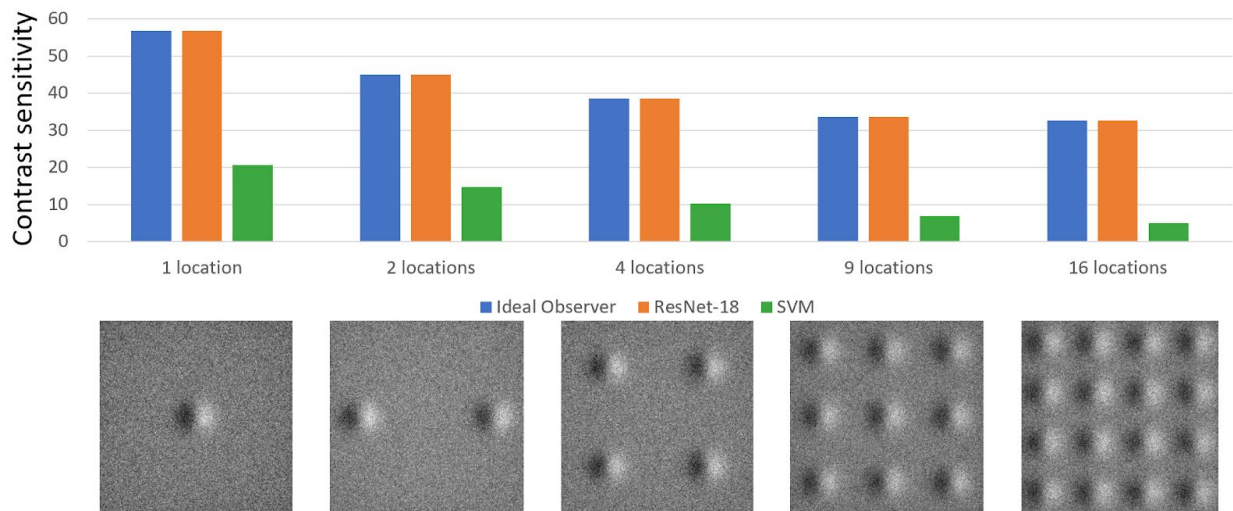 Contrast sensitivity
60
50
40
30
20
10
0
1 location
2 locations
4 locations
9 locations
16 locations
Ideal Observer
ResNet-18
SVM